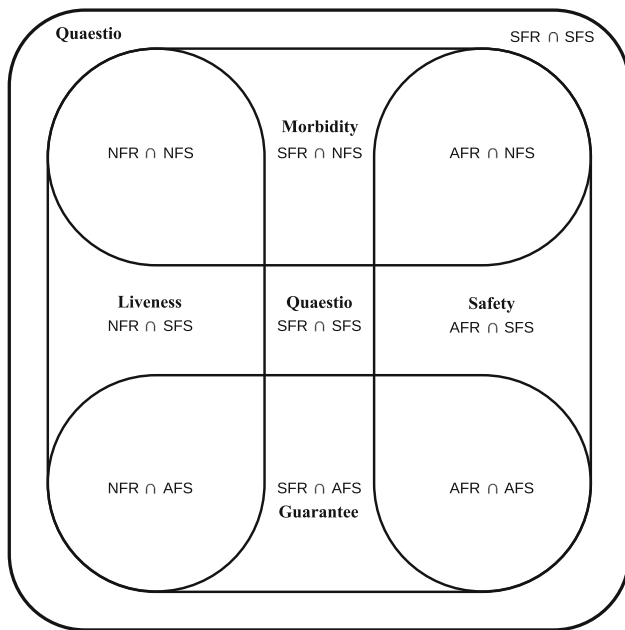 Quaestio
SFR ∩ SFS
Morbidity
NFR ∩ NFS
SFR ∩ NFS
AFR ∩ NFS
Liveness
NFR ∩ SFS
Quaestio
SFR ∩ SFS
Safety
AFR ∩ SFS
NFR ∩ AFS
SFR ∩ AFS
Guarantee
AFR ∩ AFS